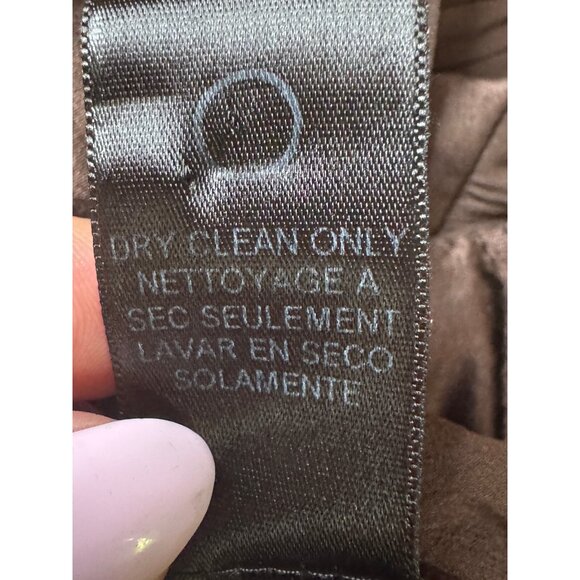 DRY CLEAN ONLY
NETTOYAGE A
SEC SEULEMENT
LAVAR EN SECO
SOLAMENTE